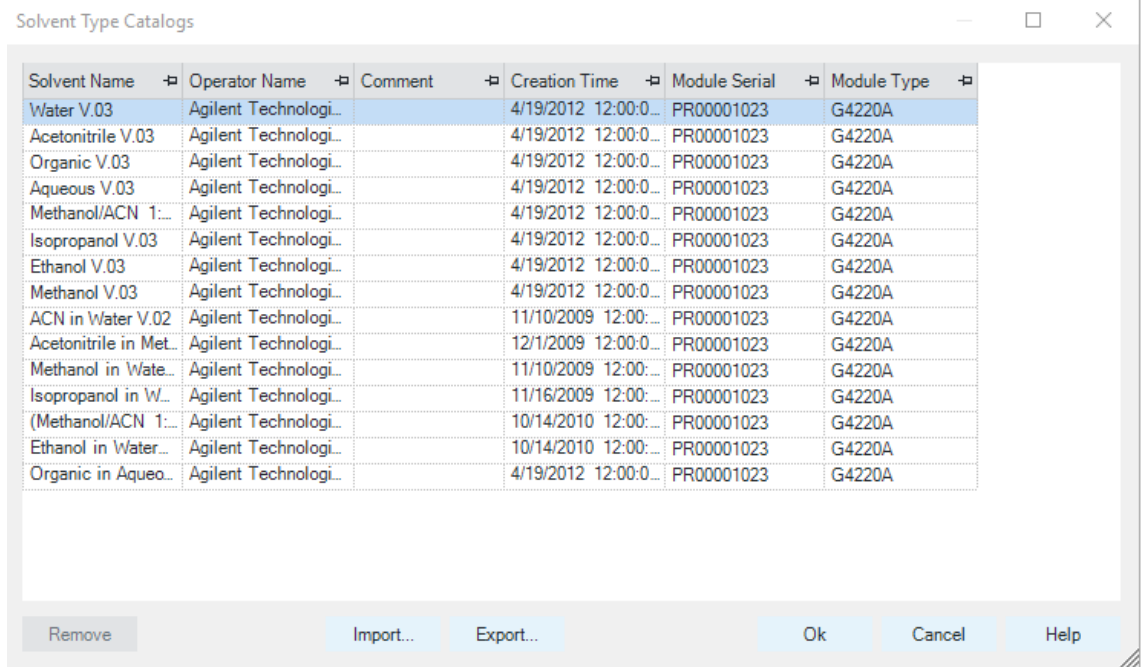 Solvent Type Catalogs
Solvent Name Operator Name Comment Creation Time Module Serial Module Type
Water V.03 Agilent Technologi... 4/19/2012 12:00:0... PR00001023 G4220A
Acetonitrile V.03 Agilent Technologi... 4/19/2012 12:00:0... PR00001023 G4220A
Organic V.03 Agilent Technologi... 4/19/2012 12:00:0... PR00001023 G4220A
Aqueous V.03 Agilent Technologi... 4/19/2012 12:00:0... PR00001023 G4220A
Methanol/ACN 1:... Agilent Technologi... 4/19/2012 12:00:0... PR00001023 G4220A
Isopropanol V.03 Agilent Technologi... 4/19/2012 12:00:0... PR00001023 G4220A
Ethanol V.03 Agilent Technologi... 4/19/2012 12:00:0... PR00001023 G4220A
Methanol V.03 Agilent Technologi... 4/19/2012 12:00:0... PR00001023 G4220A
ACN in Water V.02 Agilent Technologi... 11/10/2009 12:00:... PR00001023 G4220A
Acetonitrile in Met... Agilent Technologi... 12/1/2009 12:00:0... PR00001023 G4220A
Methanol in Wate... Agilent Technologi... 11/10/2009 12:00:... PR00001023 G4220A
Isopropanol in W... Agilent Technologi... 11/16/2009 12:00:... PR00001023 G4220A
(Methanol/ACN 1:... Agilent Technologi... 10/14/2010 12:00:... PR00001023 G4220A
Ethanol in Water... Agilent Technologi... 10/14/2010 12:00:... PR00001023 G4220A
Organic in Aqueo... Agilent Technologi... 4/19/2012 12:00:0... PR00001023 G4220A
Remove Import... Export... Ok Cancel Help